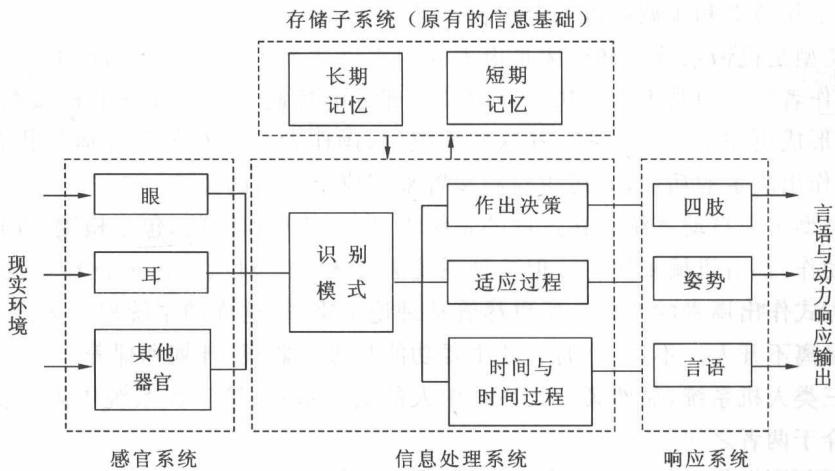 存储子系统（原有的信息基础）
长期
记忆
短期
记忆
现实环境
眼
耳
其他
器官
识别
模式
作出决策
适应过程
时间与
时间过程
四肢
姿势
言语
言语与动力响应输出
感官系统
信息处理系统
响应系统